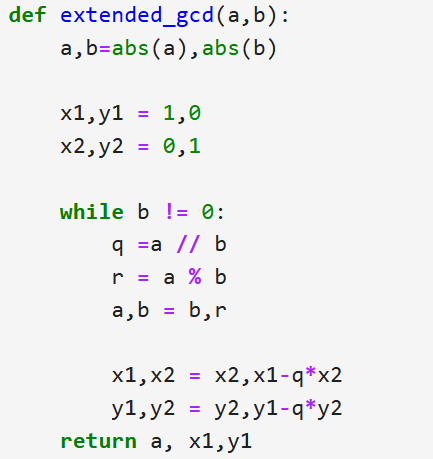 def extended_gcd(a,b):
    a,b=abs(a),abs(b)

    x1,y1 = 1,0
    x2,y2 = 0,1

    while b != 0:
        q =a // b
        r = a % b
        a,b = b,r

        x1,x2 = x2,x1-q*x2
        y1,y2 = y2,y1-q*y2
    return a, x1,y1